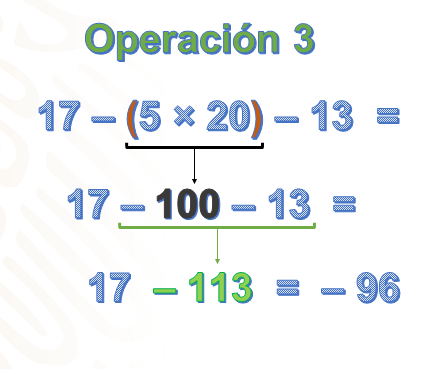 Operación 3
17 – (5 × 20) – 13 =
17 – 100 – 13 =
17 – 113 = – 96